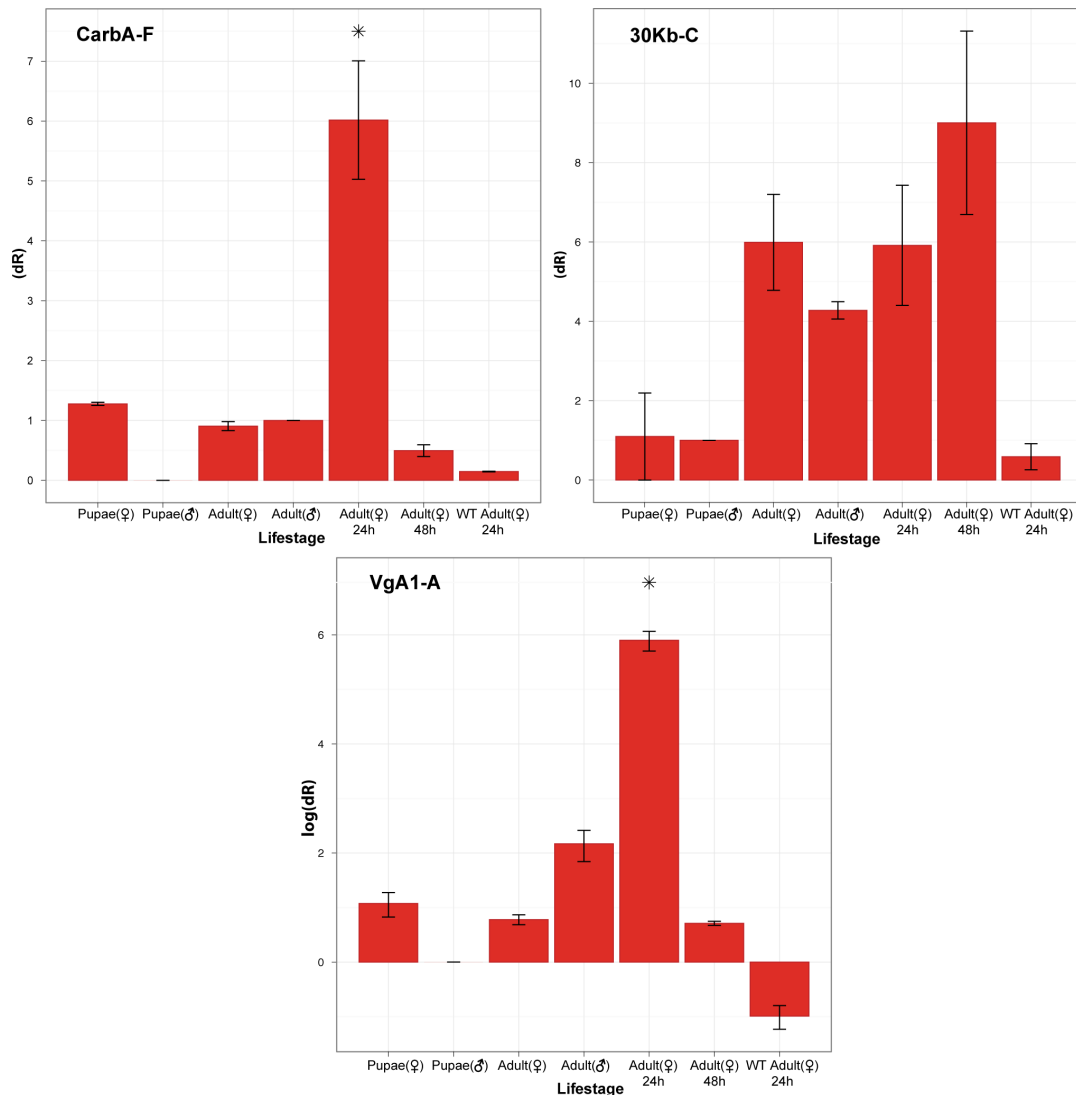 CarbA-F
7
6
5
4
3
2
1
0
(dR)
Pupae(♀) Pupae(♂) Adult(♀) Adult(♂) Adult(♀) Adult(♀) WT Adult(♀)
24h 48h 24h
Lifestage
30Kb-C
10
8
6
4
2
0
(dR)
Pupae(♀) Pupae(♂) Adult(♀) Adult(♂) Adult(♀) Adult(♀) WT Adult(♀)
24h 48h 24h
Lifestage
VgA1-A
6
4
2
0
log(dR)
Pupae(♀) Pupae(♂) Adult(♀) Adult(♂) Adult(♀) Adult(♀) WT Adult(♀)
24h 48h 24h
Lifestage